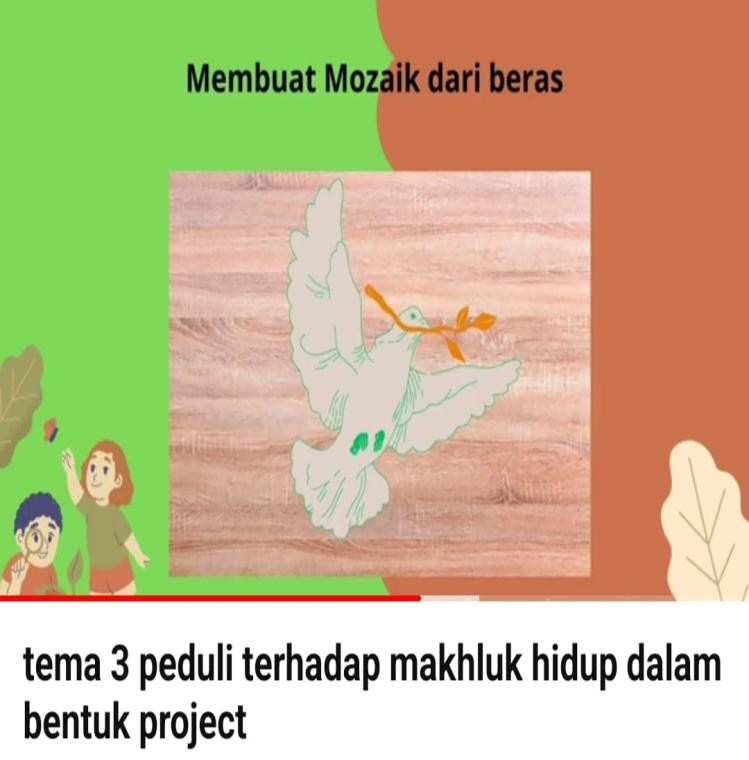 Membuat Mozaik dari beras
tema 3 peduli terhadap makhluk hidup dalam
bentuk project